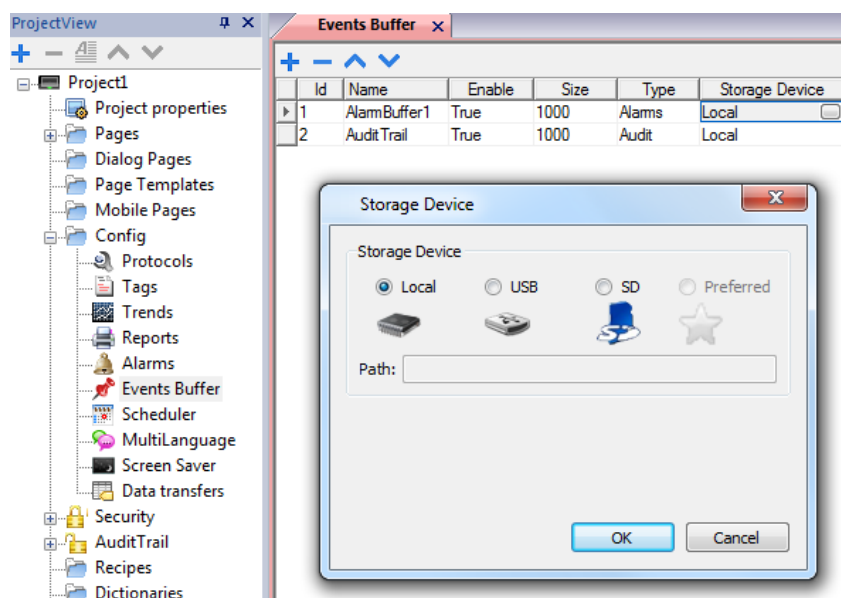 ProjectView
Project1
Project properties
Pages
Dialog Pages
Page Templates
Mobile Pages
Config
Protocols
Tags
Trends
Reports
Alarms
Events Buffer
Scheduler
MultiLanguage
Screen Saver
Data transfers
Security
AuditTrail
Recipes
Dictionaries
Events Buffer
Id Name Enable Size Type Storage Device
1 AlarmBuffer1 True 1000 Alarms Local
2 AuditTrail True 1000 Audit Local
Storage Device
Storage Device
Local USB SD Preferred
Path:
OK Cancel